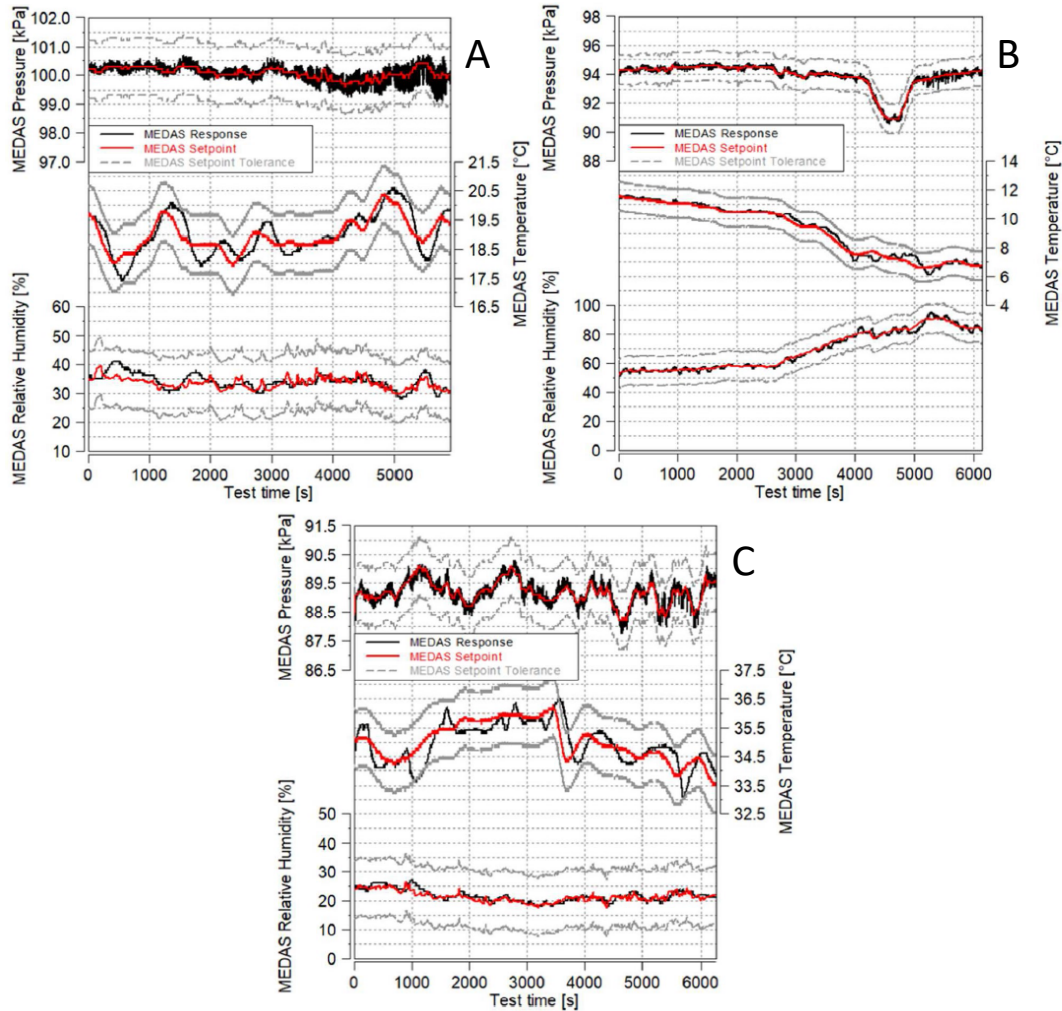 A
MEDAS Pressure [kPa]
102.0
101.0
100.0
99.0
98.0
97.0
MEDAS Response
MEDAS Setpoint
MEDAS Setpoint Tolerance
21.5
20.5
19.5
18.5
17.5
16.5
MEDAS Temperature [°C]
MEDAS Relative Humidity [%]
60
50
40
30
20
10
0 1000 2000 3000 4000 5000
Test time [s]
B
MEDAS Pressure [kPa]
98
96
94
92
90
88
MEDAS Response
MEDAS Setpoint
MEDAS Setpoint Tolerance
14
12
10
8
6
4
MEDAS Temperature [°C]
MEDAS Relative Humidity [%]
100
80
60
40
20
0
0 1000 2000 3000 4000 5000 6000
Test time [s]
C
MEDAS Pressure [kPa]
91.5
90.5
89.5
88.5
87.5
86.5
MEDAS Response
MEDAS Setpoint
MEDAS Setpoint Tolerance
37.5
36.5
35.5
34.5
33.5
32.5
MEDAS Temperature [°C]
MEDAS Relative Humidity [%]
50
40
30
20
10
0
0 1000 2000 3000 4000 5000 6000
Test time [s]